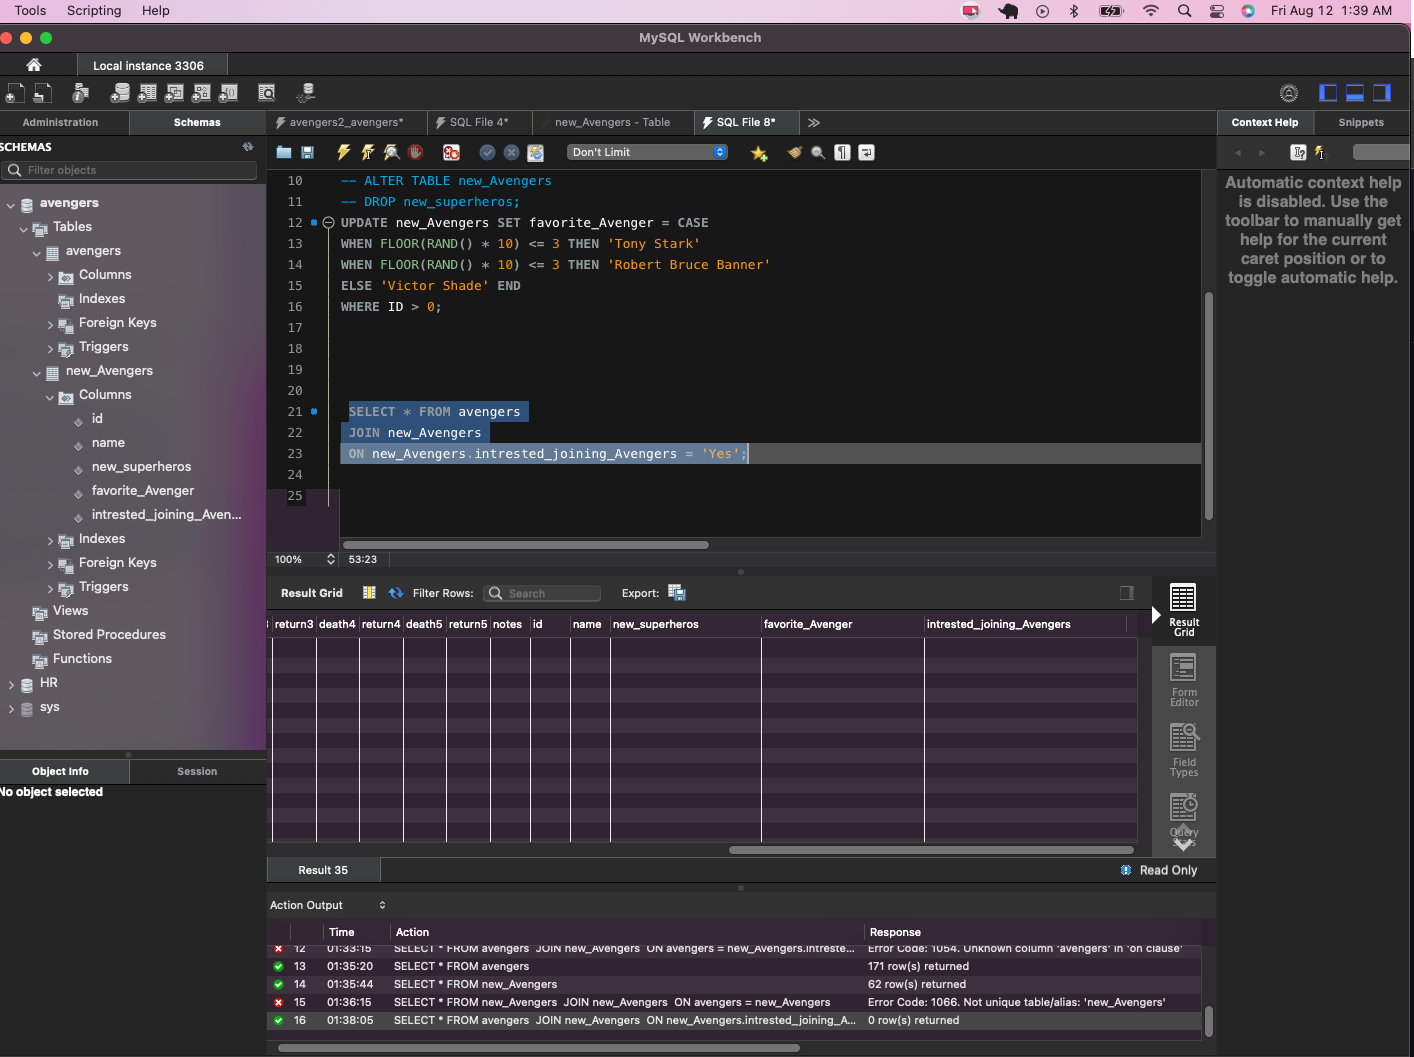 Tools Scripting Help Fri Aug 12 1:39 AM
MySQL Workbench
Local instance 3306
Administration Schemas avengers2_avengers* SQL File 4* new_Avengers - Table SQL File 8* Context Help Snippets
SCHEMAS
Filter objects
Don't Limit
avengers
Tables
avengers
Columns
Indexes
Foreign Keys
Triggers
new_Avengers
Columns
id
name
new_superheros
favorite_Avenger
intrested_joining_Aven...
Indexes
Foreign Keys
Triggers
Views
Stored Procedures
Functions
HR
sys
Object Info Session
No object selected
10 -- ALTER TABLE new_Avengers
11 -- DROP new_superheros;
12 UPDATE new_Avengers SET favorite_Avenger = CASE
13 WHEN FLOOR(RAND() * 10) <= 3 THEN 'Tony Stark'
14 WHEN FLOOR(RAND() * 10) <= 3 THEN 'Robert Bruce Banner'
15 ELSE 'Victor Shade' END
16 WHERE ID > 0;
17
18
19
20
21 SELECT * FROM avengers
22 JOIN new_Avengers
23 ON new_Avengers.intrested_joining_Avengers = 'Yes';
24
25
100% 53:23
Automatic context help
is disabled. Use the
toolbar to manually get
help for the current
caret position or to
toggle automatic help.
Result Grid Filter Rows: Search Export:
return3 death4 return4 death5 return5 notes id name new_superheros favorite_Avenger intrested_joining_Avengers
Result
Grid
Form
Editor
Field
Types
Query
Stats
Result 35 Read Only
Action Output
Time Action Response
12 01:33:15 SELECT * FROM avengers JOIN new_Avengers ON avengers = new_Avengers.intreste... Error Code: 1054. Unknown column 'avengers' in 'on clause'
13 01:35:20 SELECT * FROM avengers 171 row(s) returned
14 01:35:44 SELECT * FROM new_Avengers 62 row(s) returned
15 01:36:15 SELECT * FROM new_Avengers JOIN new_Avengers ON avengers = new_Avengers Error Code: 1066. Not unique table/alias: 'new_Avengers'
16 01:38:05 SELECT * FROM avengers JOIN new_Avengers ON new_Avengers.intrested_joining_A... 0 row(s) returned